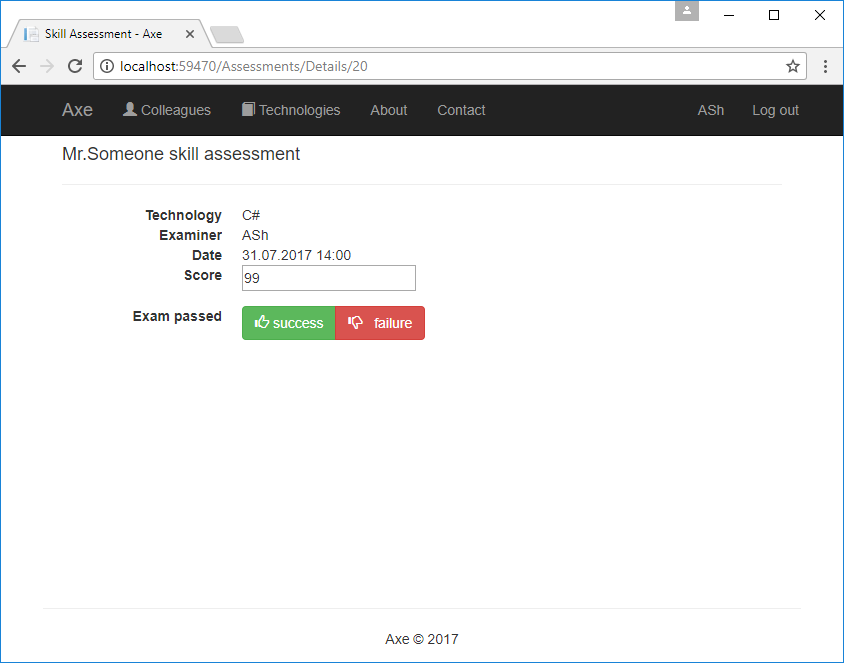 Skill Assessment - Axe
localhost:59470/Assessments/Details/20
Axe Colleagues Technologies About Contact ASh Log out
Mr.Someone skill assessment
Technology C#
Examiner ASh
Date 31.07.2017 14:00
Score 99
Exam passed success failure
Axe © 2017